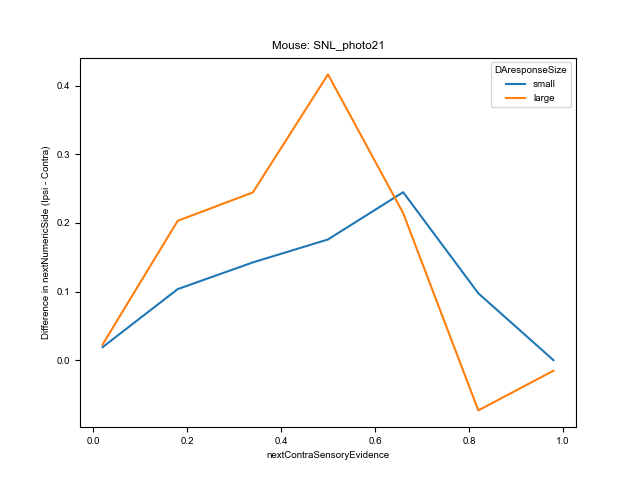 Mouse: SNL_photo21
DAresponseSize
small
large
Difference in nextNumericSide (Ipsi - Contra)
0.4
0.3
0.2
0.1
0.0
0.0 0.2 0.4 0.6 0.8 1.0
nextContraSensoryEvidence